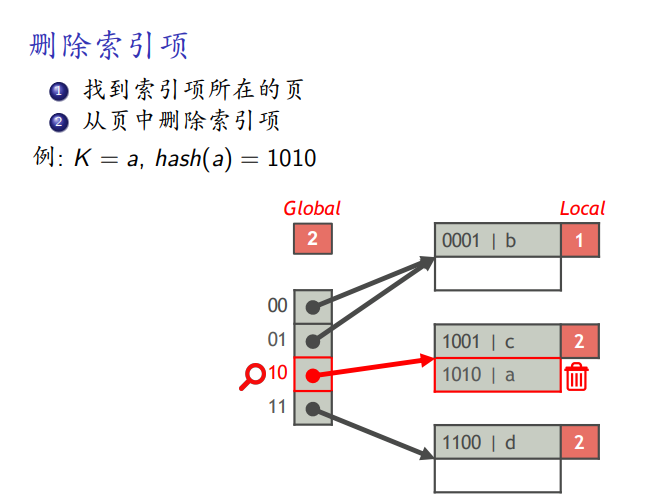 删除索引项
1 找到索引项所在的页
2 从页中删除索引项
例: K = a, hash(a) = 1010
Global
Local
2
0001 | b 1
00
01
1001 | c 2
10
1010 | a
11
1100 | d 2